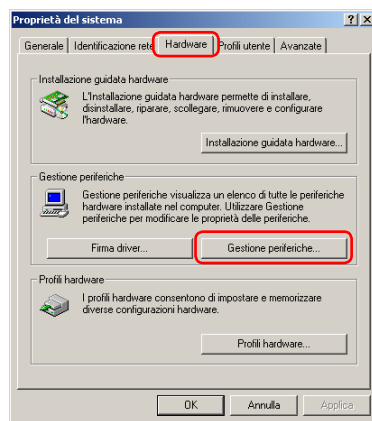 Proprietà del sistema
Generale
Identificazione rete
Hardware
Profili utente
Avanzate
Installazione guidata hardware
L'Installazione guidata hardware permette di installare,
disinstallare, riparare, scollegare, rimuovere e configurare
l'hardware.
Installazione guidata hardware...
Gestione periferiche
Gestione periferiche visualizza un elenco di tutte le periferiche
hardware installate nel computer. Utilizzare Gestione
periferiche per modificare le proprietà delle periferiche.
Firma driver...
Gestione periferiche...
Profili hardware
I profili hardware consentono di impostare e memorizzare
diverse configurazioni hardware.
Profili hardware...
OK
Annulla
Applica